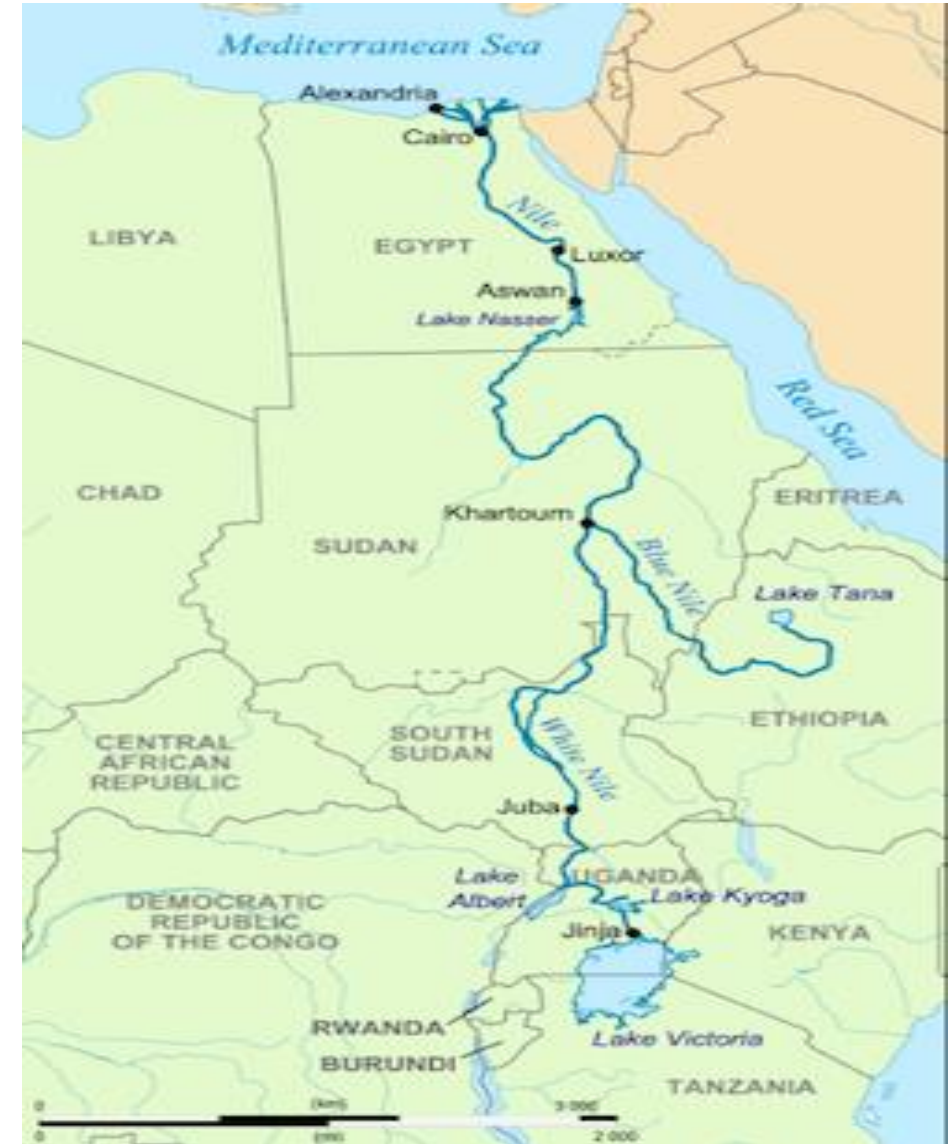 Mediterranean Sea
Alexandria
Cairo
Nile
LIBYA
EGYPT
Luxor
Aswan
Lake Nasser
Red Sea
CHAD
ERITREA
Khartoum
SUDAN
Blue Nile
Lake Tana
ETHIOPIA
CENTRAL
AFRICAN
REPUBLIC
SOUTH
SUDAN
White Nile
Juba
UGANDA
Lake
Albert
Lake Kyoga
DEMOCRATIC
REPUBLIC
OF THE CONGO
Jinja
KENYA
RWANDA
Lake Victoria
BURUNDI
TANZANIA
0
(km)
0
2 000